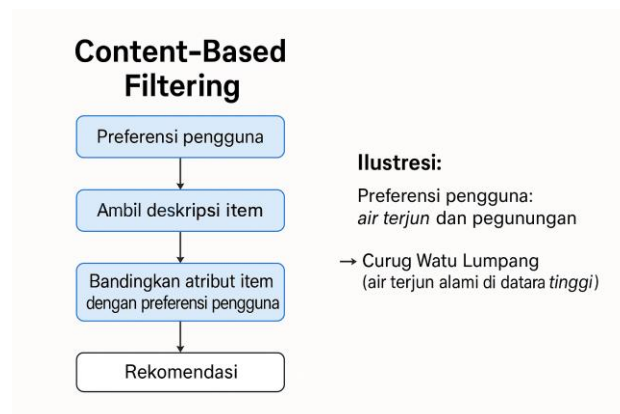 Content-Based
Filtering
Preferensi pengguna
Ambil deskripsi item
Bandingkan atribut item
dengan preferensi pengguna
Rekomendasi
Ilustresi:
Preferensi pengguna:
air terjun dan pegunungan
→ Curug Watu Lumpang
(air terjun alami di datara tinggi)